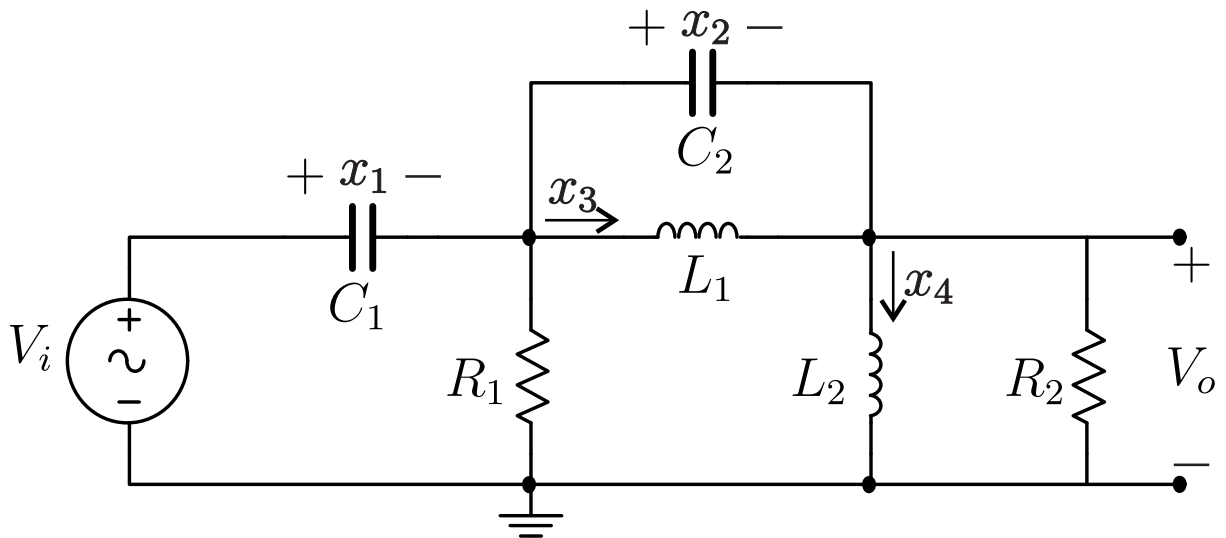 + x₂ −
C₂
+ x₁ −
x₃
C₁
L₁
x₄
+
Vᵢ
+
−
R₁
L₂
R₂
Vₒ
−